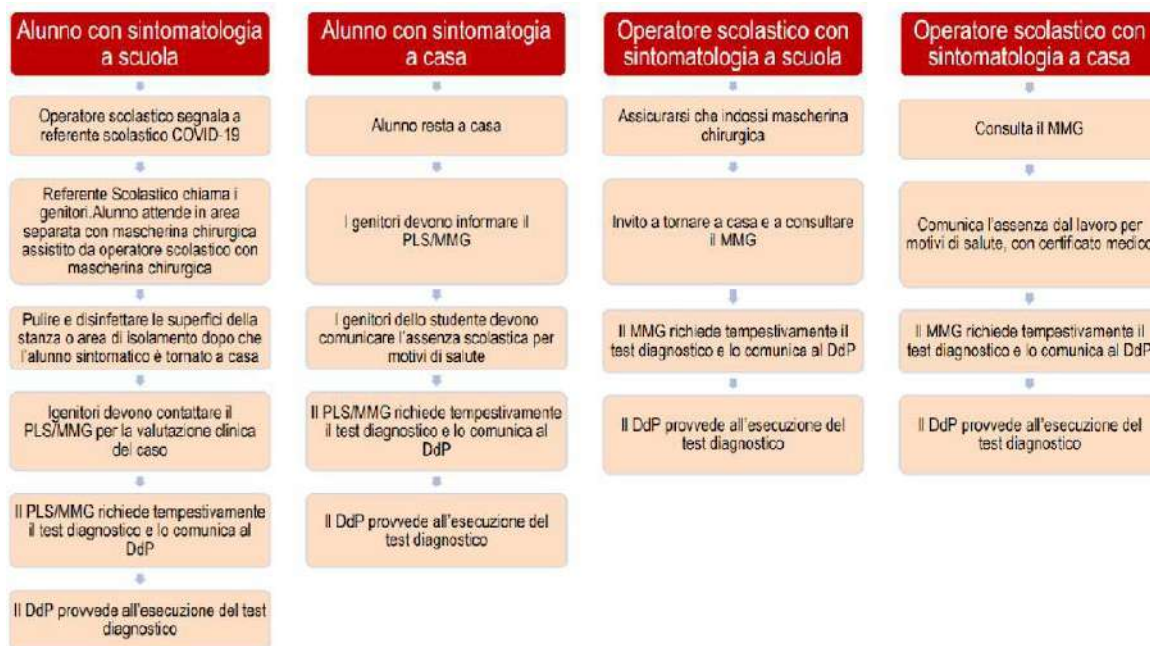 Alunno con sintomatologia
a scuola
Operatore scolastico segnala a
referente scolastico COVID-19
Referente Scolastico chiama i
genitori.Alunno attende in area
separata con mascherina chirurgica
assistito da operatore scolastico con
mascherina chirurgica
Pulire e disinfettare le superfici della
stanza o area di isolamento dopo che
l'alunno sintomatico è tornato a casa
Igenitori devono contattare il
PLS/MMG per la valutazione clinica
del caso
Il PLS/MMG richiede tempestivamente
il test diagnostico e lo comunica al
DdP
Il DdP provvede all'esecuzione del test
diagnostico
Alunno con sintomatogia
a casa
Alunno resta a casa
I genitori devono informare il
PLS/MMG
I genitori dello studente devono
comunicare l'assenza scolastica per
motivi di salute
Il PLS/MMG richiede tempestivamente
il test diagnostico e lo comunica al
DdP
Il DdP provvede all'esecuzione del
test diagnostico
Operatore scolastico con
sintomatologia a scuola
Assicurarsi che indossi mascherina
chirurgica
Invito a tornare a casa e a consultare
il MMG
Il MMG richiede tempestivamente il
test diagnostico e lo comunica al DdP
Il DdP provvede all'esecuzione del
test diagnostico
Operatore scolastico con
sintomatologia a casa
Consulta il MMG
Comunica l'assenza dal lavoro per
motivi di salute, con certificato medico
Il MMG richiede tempestivamente il
test diagnostico e lo comunica al DdP
Il DdP provvede all'esecuzione del
test diagnostico